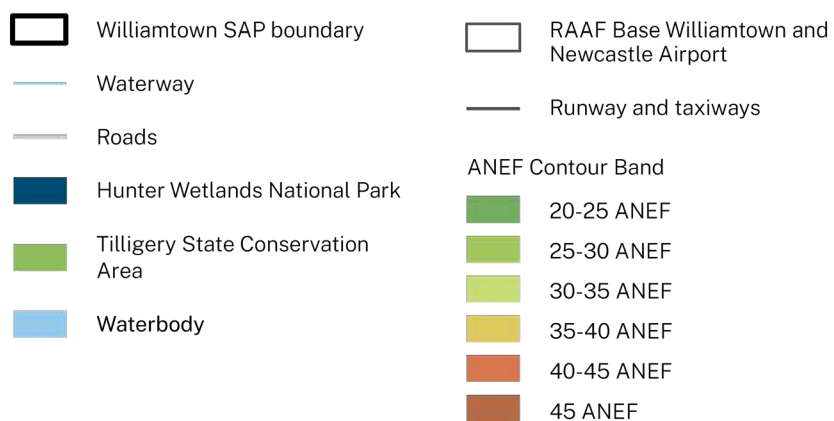 Williamtown SAP boundary
Waterway
Roads
Hunter Wetlands National Park
Tilligery State Conservation
Area
Waterbody
RAAF Base Williamtown and
Newcastle Airport
Runway and taxiways
ANEF Contour Band
20-25 ANEF
25-30 ANEF
30-35 ANEF
35-40 ANEF
40-45 ANEF
45 ANEF